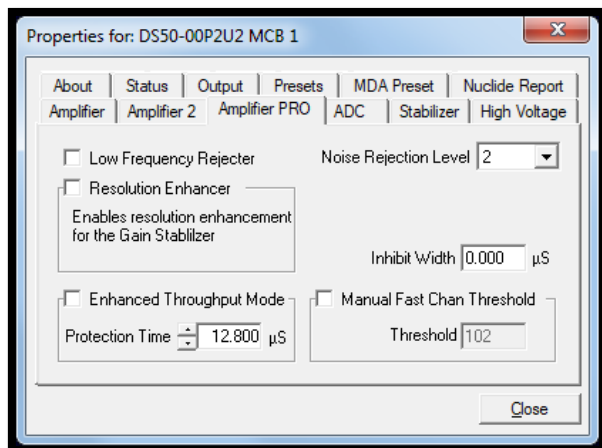 Properties for: DS50-00P2U2 MCB 1
About Status Output Presets MDA Preset Nuclide Report
Amplifier Amplifier 2 Amplifier PRO ADC Stabilizer High Voltage
Low Frequency Rejecter
Noise Rejection Level 2
Resolution Enhancer
Enables resolution enhancement
for the Gain Stablilzer
Inhibit Width 0.000 µS
Enhanced Throughput Mode
Protection Time 12.800 µS
Manual Fast Chan Threshold
Threshold 102
Close